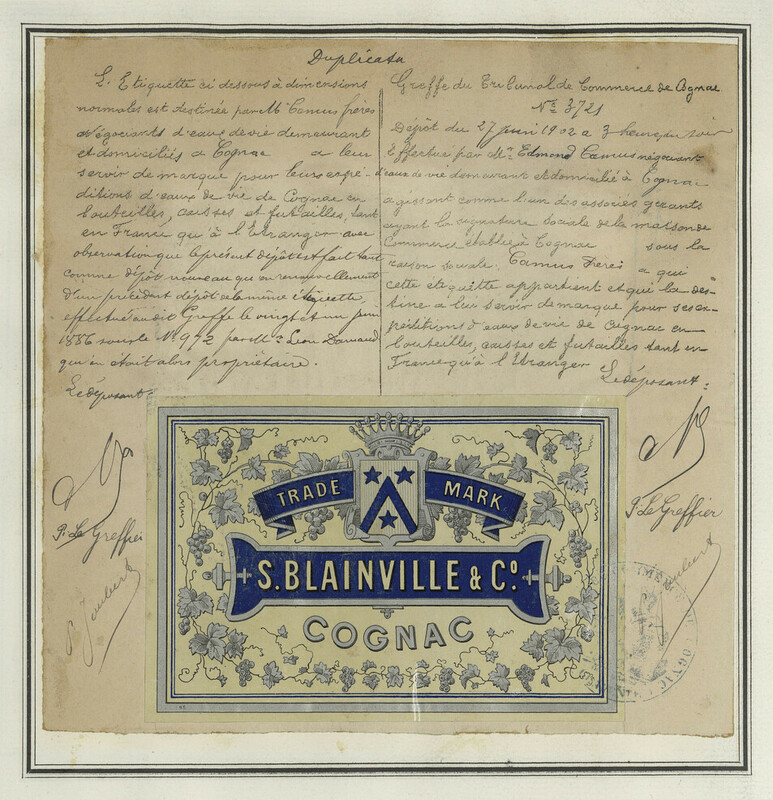 Duplicata
L'Etiquette ci dessous à dimensions
normales est destinée par MM Camus frères
négociants d'eaux de vie demeurant
et domiciliés à Cognac à leur
servir de marque pour leurs expé-
ditions d'eaux de vie de Cognac en
bouteilles, caisses et futailles, tant
en France qu'à l'étranger avec
observation que le présent dépôt est fait tant
comme dépôt nouveau qu'en renouvellement
d'un précédent dépôt de la même étiquette
effectué au dit Greffe le vingt et un juin
1886 sous le No 972 par M. Léon
qui en était alors propriétaire.
Le déposant
P. Le Greffier
P. Joubert
Greffe du Tribunal de Commerce de Cognac
No 3721
Dépôt du 27 juin 1902 à 3 heures du soir
Effectué par Mr Edmond Camus négociant
d'eaux de vie demeurant et domicilié à Cognac
agissant comme l'un des associés gérants
ayant la signature sociale de la maison de
Commerce établie à Cognac sous la
raison sociale, Camus Frères à qui
cette étiquette appartient et qui la des-
tine à lui servir de marque pour ses ex-
péditions d'eaux de vie de Cognac en
bouteilles, caisses et futailles tant en
France qu'à l'Etranger
Le déposant:
P. Le Greffier
Joubert
TRADE MARK
S. BLAINVILLE & Co.
COGNAC